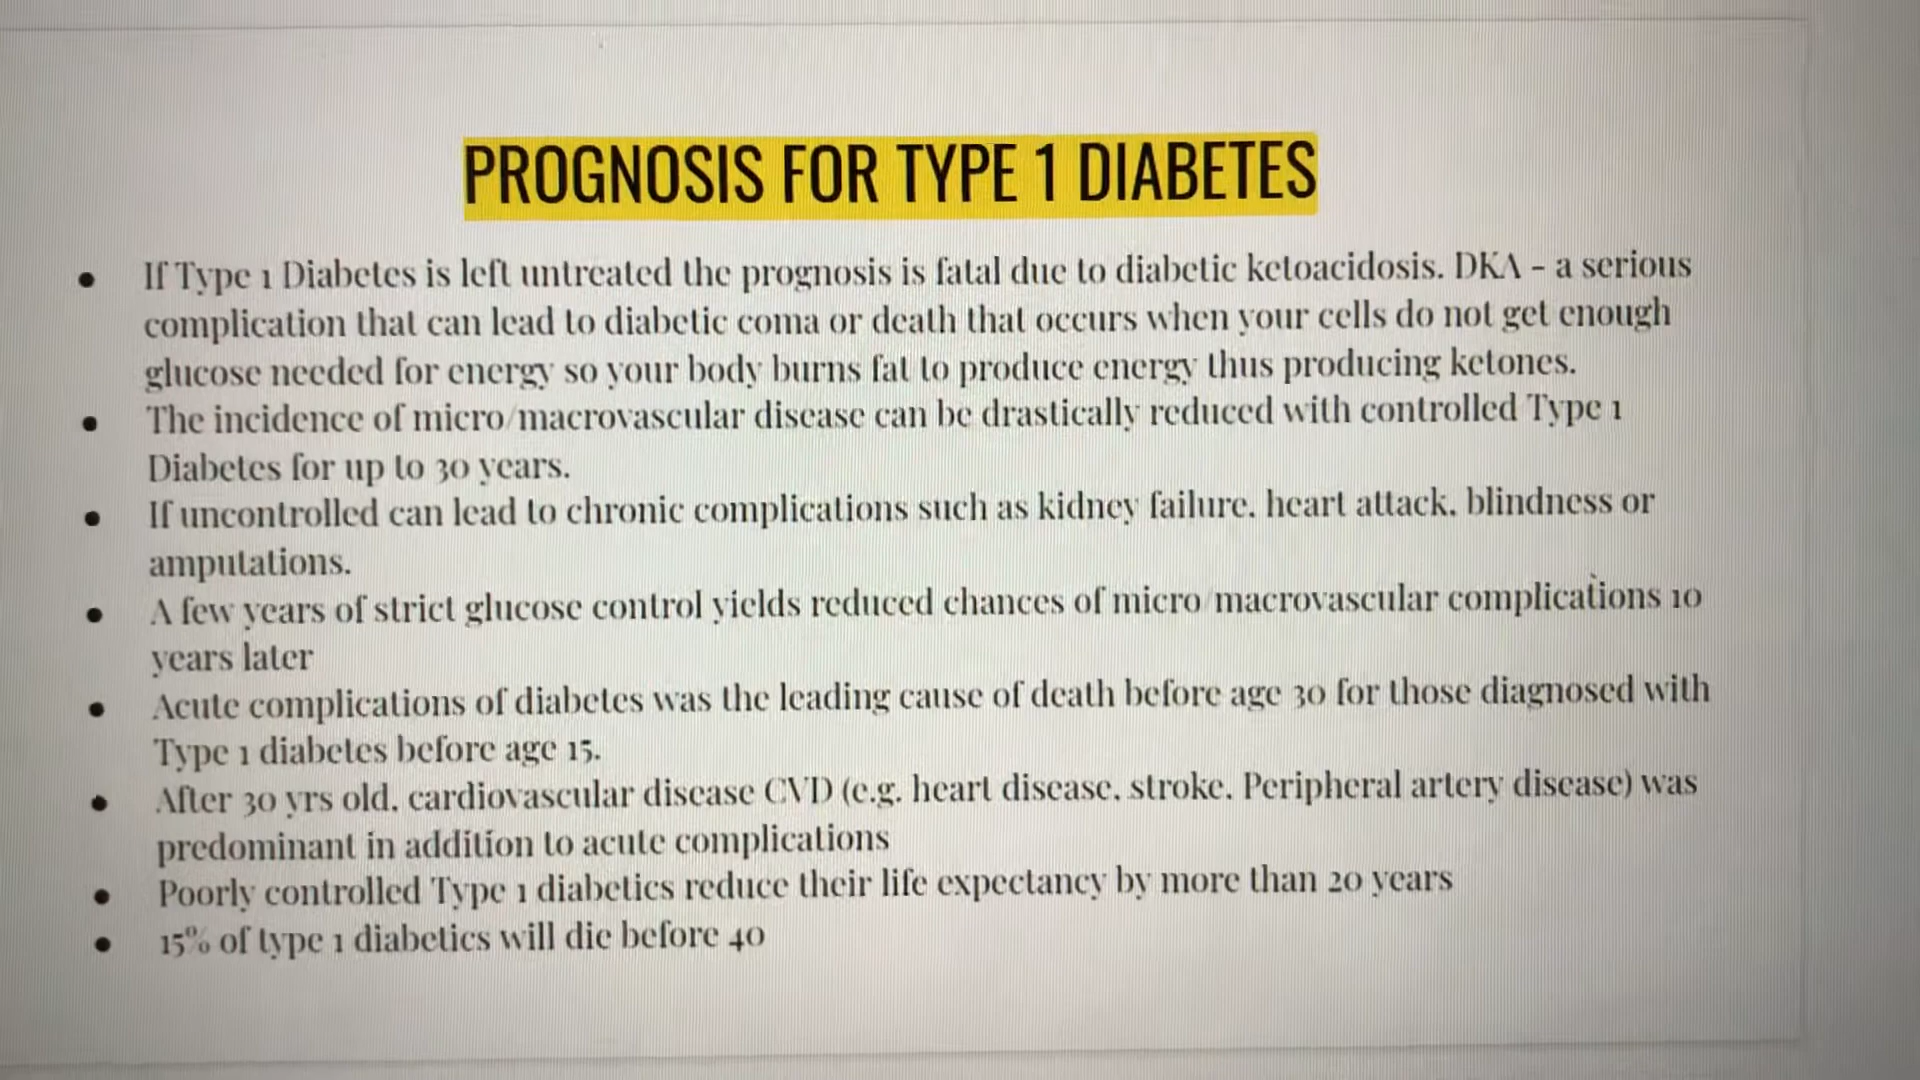 PROGNOSIS FOR TYPE 1 DIABETES
● If Type 1 Diabetes is left untreated the prognosis is fatal due to diabetic ketoacidosis. DKA - a serious
complication that can lead to diabetic coma or death that occurs when your cells do not get enough
glucose needed for energy so your body burns fat to produce energy thus producing ketones.
● The incidence of micro/macrovascular disease can be drastically reduced with controlled Type 1
Diabetes for up to 30 years.
● If uncontrolled can lead to chronic complications such as kidney failure, heart attack, blindness or
amputations.
● A few years of strict glucose control yields reduced chances of micro/macrovascular complications 10
years later
● Acute complications of diabetes was the leading cause of death before age 30 for those diagnosed with
Type 1 diabetes before age 15.
● After 30 yrs old, cardiovascular disease CVD (e.g. heart disease, stroke, Peripheral artery disease) was
predominant in addition to acute complications
● Poorly controlled Type 1 diabetics reduce their life expectancy by more than 20 years
● 15% of type 1 diabetics will die before 40